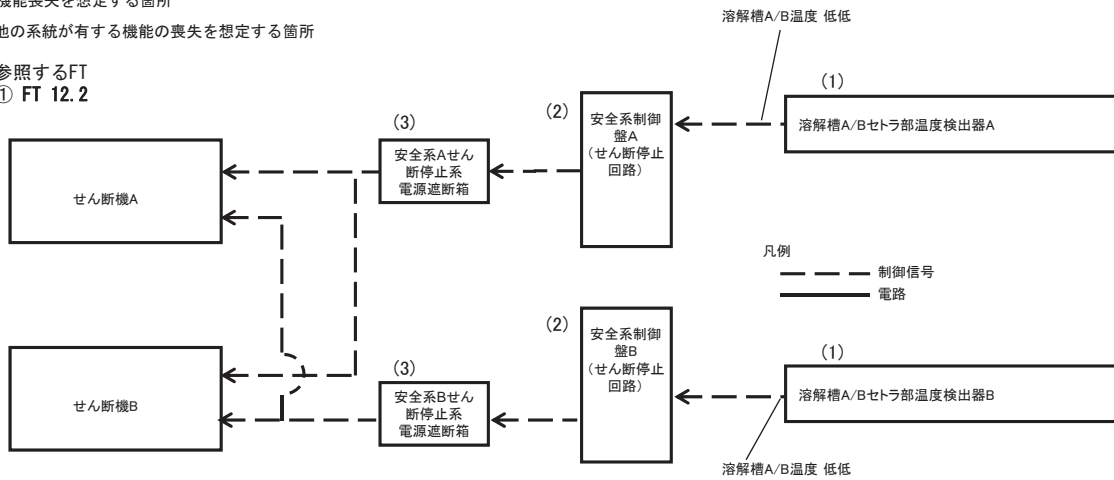 機能喪失を想定する箇所
他の系統が有する機能の喪失を想定する箇所
参照するFT
① FT 12.2
溶解槽A/B温度 低低
(1)
溶解槽A/Bセトラ部温度検出器A
(2)
安全系制御
盤A
(せん断停止
回路)
(3)
安全系Aせん
断停止系
電源遮断箱
せん断機A
凡例
制御信号
電路
(2)
安全系制御
盤B
(せん断停止
回路)
(1)
溶解槽A/Bセトラ部温度検出器B
(3)
安全系Bせん
断停止系
電源遮断箱
せん断機B
溶解槽A/B温度 低低